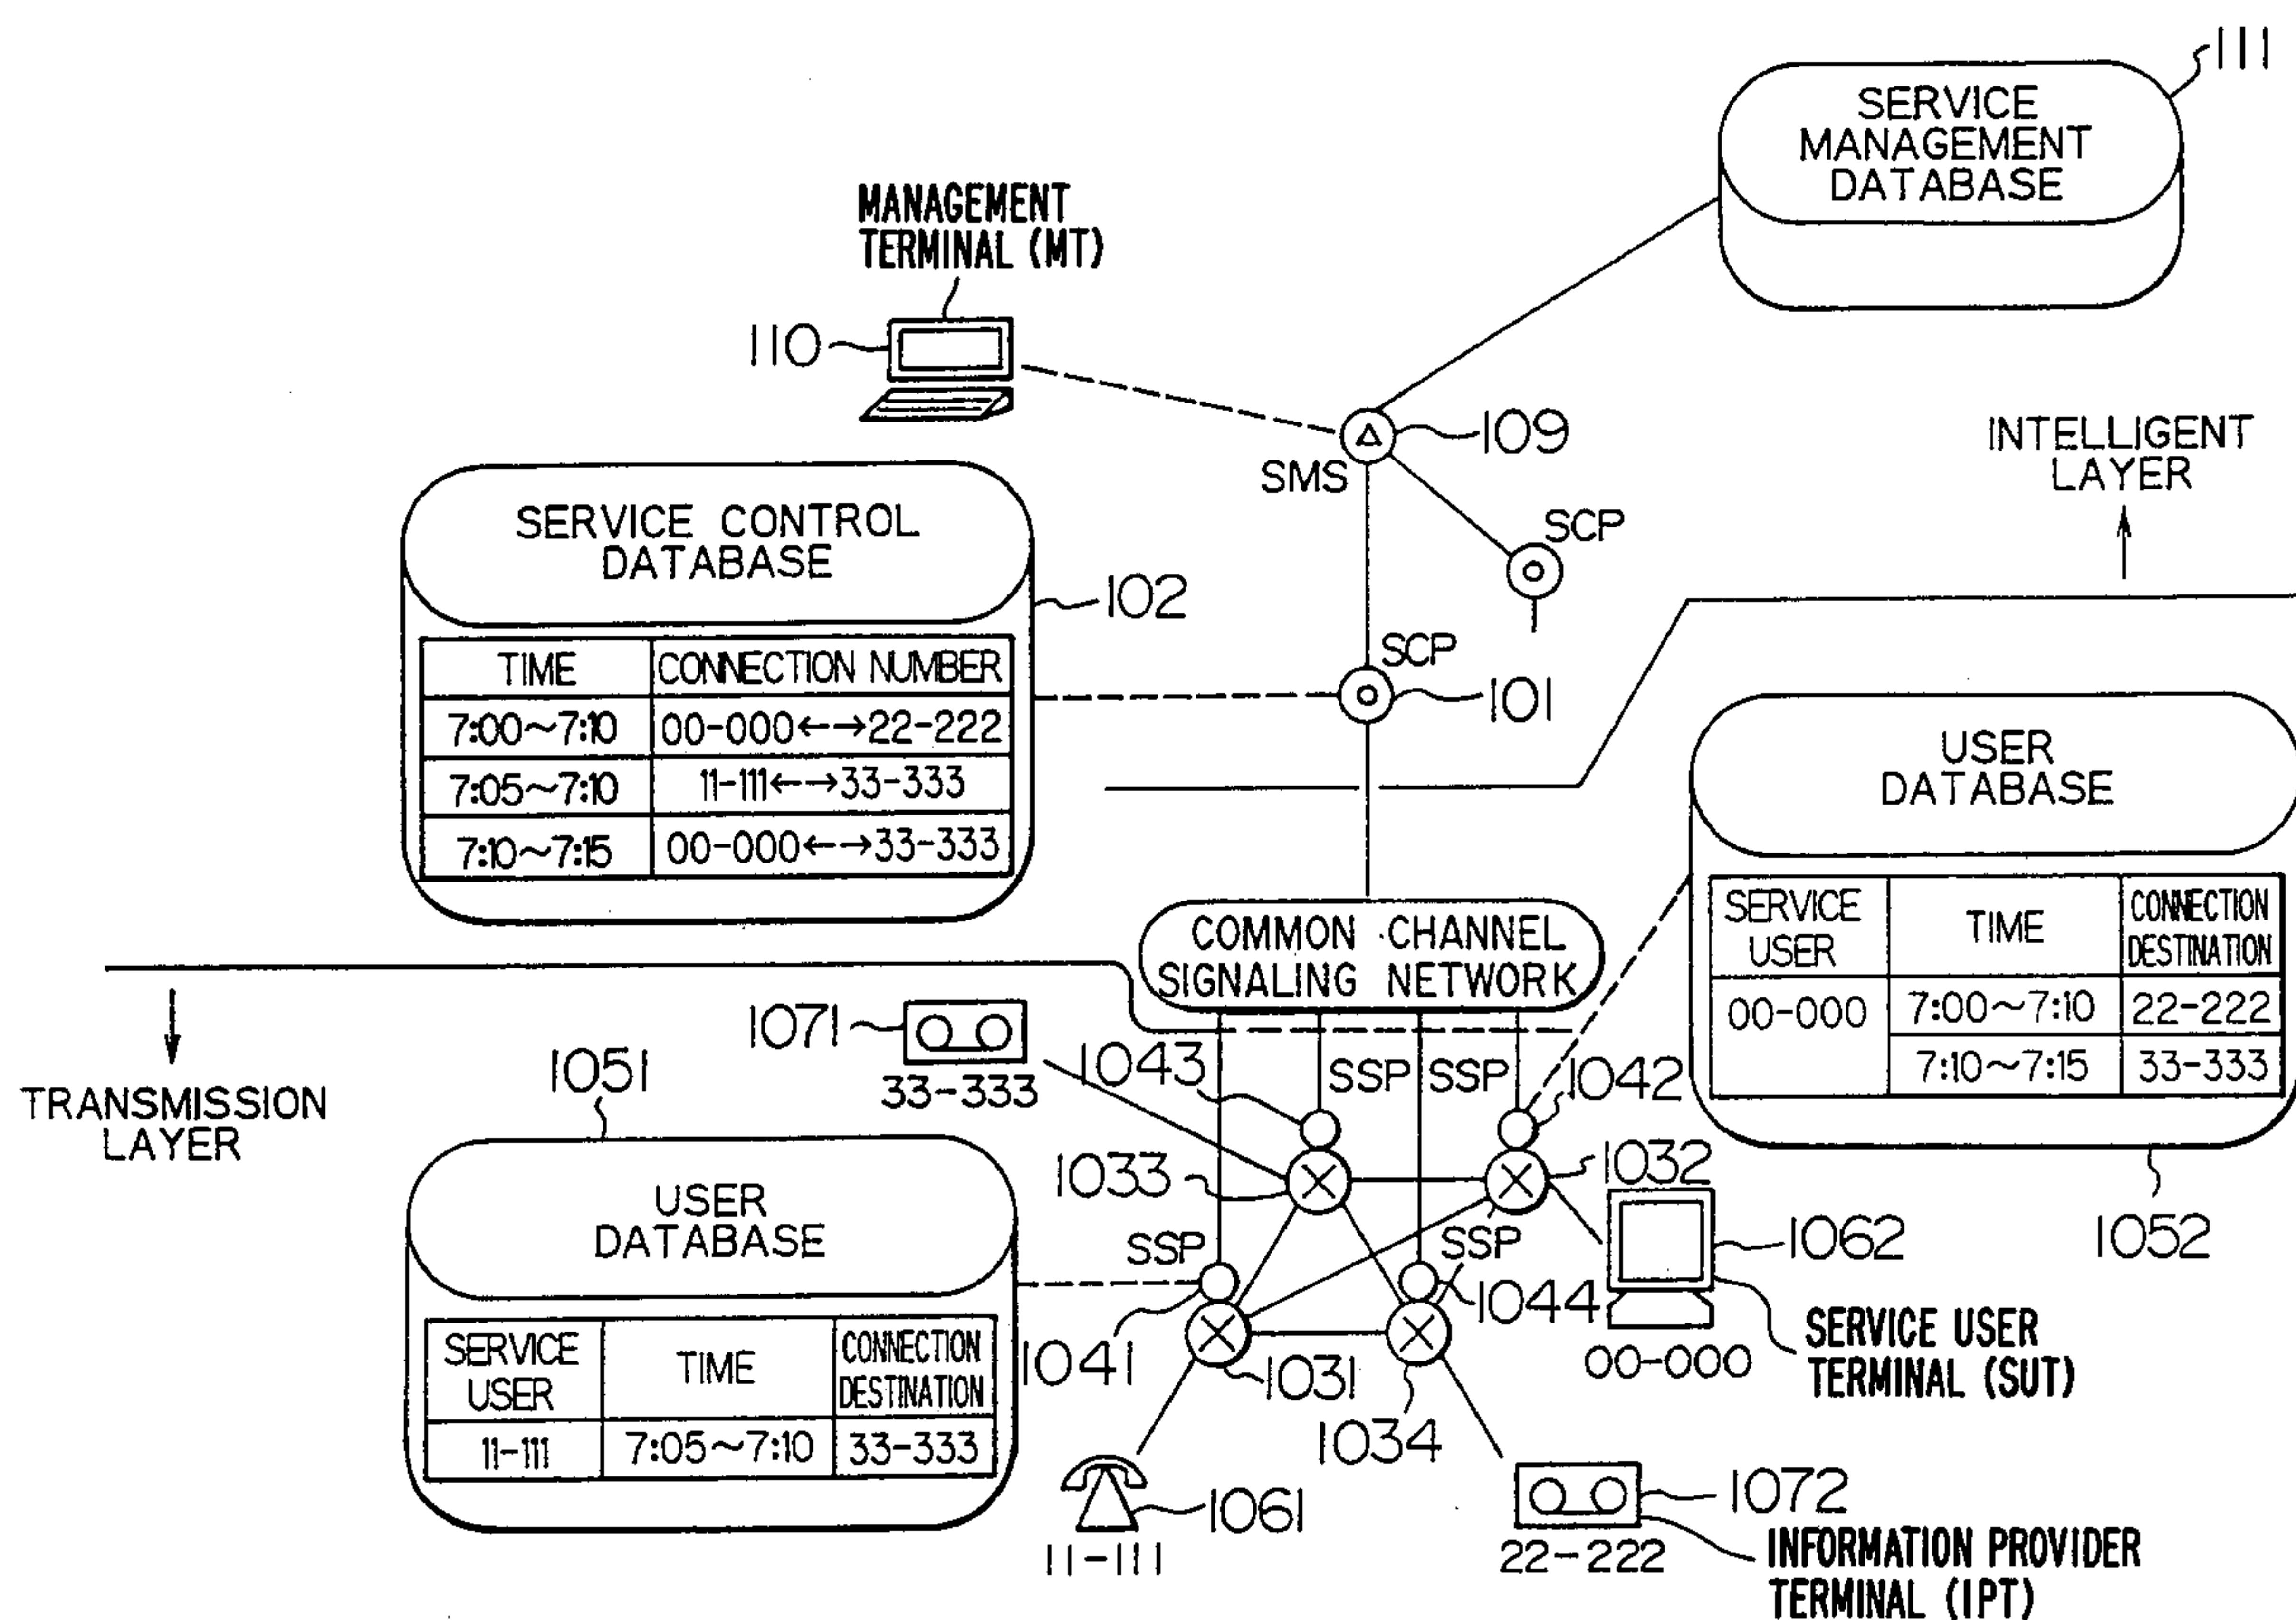 111
SERVICE
MANAGEMENT
DATABASE
MANAGEMENT
TERMINAL (MT)
110
109
SMS
INTELLIGENT
LAYER
SCP
SERVICE CONTROL
DATABASE
102
TIME CONNECTION NUMBER
7:00~7:10 00-000←→22-222
7:05~7:10 11-111←→33-333
7:10~7:15 00-000←→33-333
SCP
101
USER
DATABASE
SERVICE
USER
TIME
CONNECTION
DESTINATION
00-000 7:00~7:10 22-222
7:10~7:15 33-333
1052
COMMON CHANNEL
SIGNALING NETWORK
TRANSMISSION
LAYER
1071
33-333
1043
SSP SSP
1042
1051
1033
1032
USER
DATABASE
SERVICE
USER
TIME
CONNECTION
DESTINATION
11-111 7:05~7:10 33-333
SSP
SSP
1062
1041
1044
1031
1034
00-000
SERVICE USER
TERMINAL (SUT)
1061
11-111
1072
22-222
INFORMATION PROVIDER
TERMINAL (IPT)